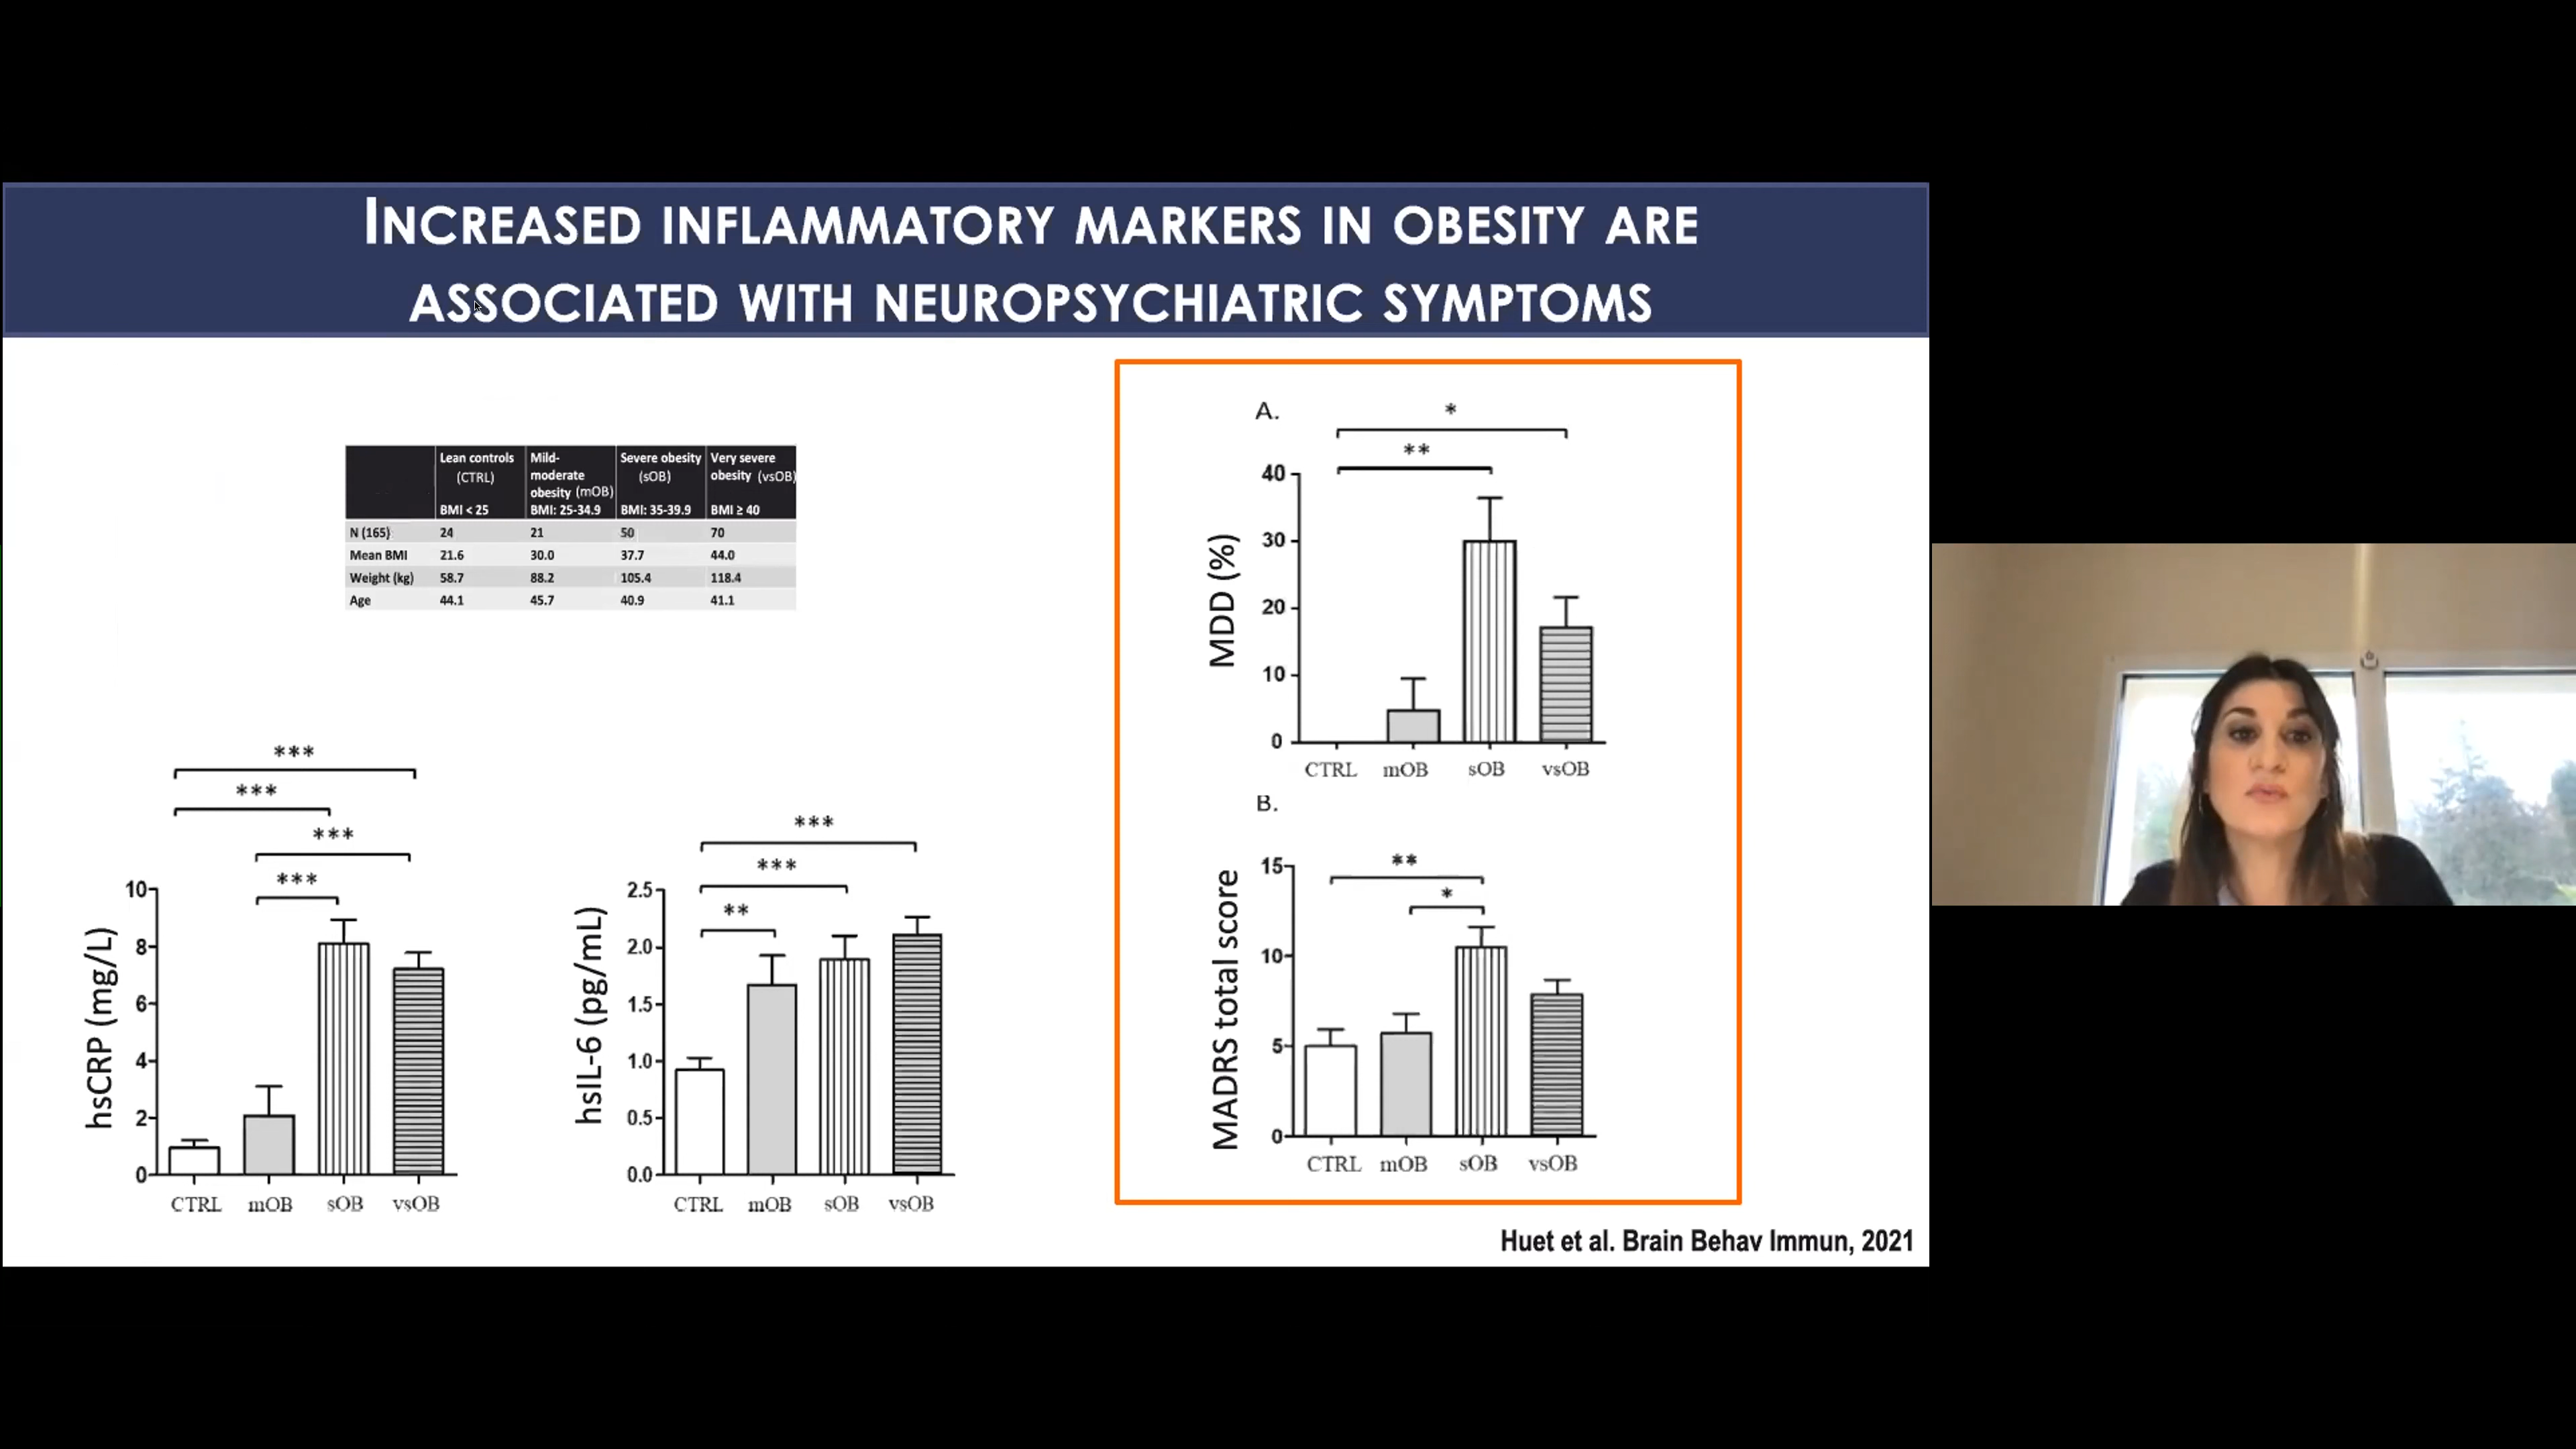 INCREASED INFLAMMATORY MARKERS IN OBESITY ARE
ASSOCIATED WITH NEUROPSYCHIATRIC SYMPTOMS
Lean controls (CTRL) BMI < 25
Mild-moderate obesity (mOB) BMI: 25-34.9
Severe obesity (sOB) BMI: 35-39.9
Very severe obesity (vsOB) BMI ≥ 40
N (165) 24 21 50 70
Mean BMI 21.6 30.0 37.7 44.0
Weight (kg) 58.7 88.2 105.4 118.4
Age 44.1 45.7 40.9 41.1
***
***
***
***
hsCRP (mg/L)
10
8
6
4
2
0
CTRL mOB sOB vsOB
***
***
**
hsIL-6 (pg/mL)
2.5
2.0
1.5
1.0
0.5
0.0
CTRL mOB sOB vsOB
A.
*
**
MDD (%)
40
30
20
10
0
CTRL mOB sOB vsOB
B.
**
*
MADRS total score
15
10
5
0
CTRL mOB sOB vsOB
Huet et al. Brain Behav Immun, 2021